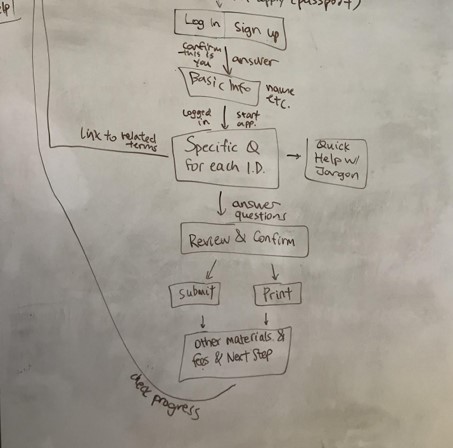 (passport)
Log in
Sign up
confirm
this is
you
answer
Basic Info
name
etc.
Logged
in
start
app.
Link to related
terms
Specific Q
for each I.D.
Quick
Help w/
Jargon
answer
questions
Review & Confirm
Submit
Print
Other materials &
fees & Next Step
check progress